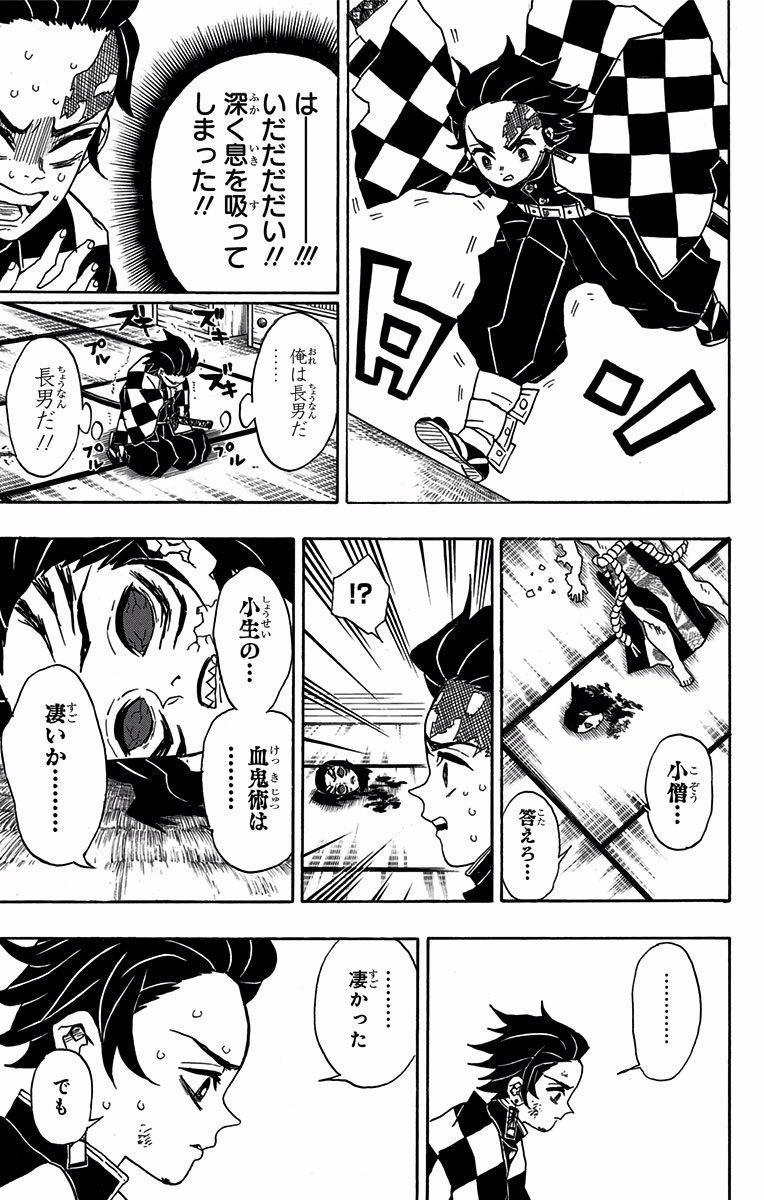 ダン
は―――!!!
いだだだだい!!
深く息を吸って
しまった!!
俺は長男だ
……
長男だ!!
ズキ
ズキ
ズキ
プル
プル
プル
小僧…
答えろ…
!?
小生の…
血鬼術は
………
凄いか……
………
………
凄かった
でも